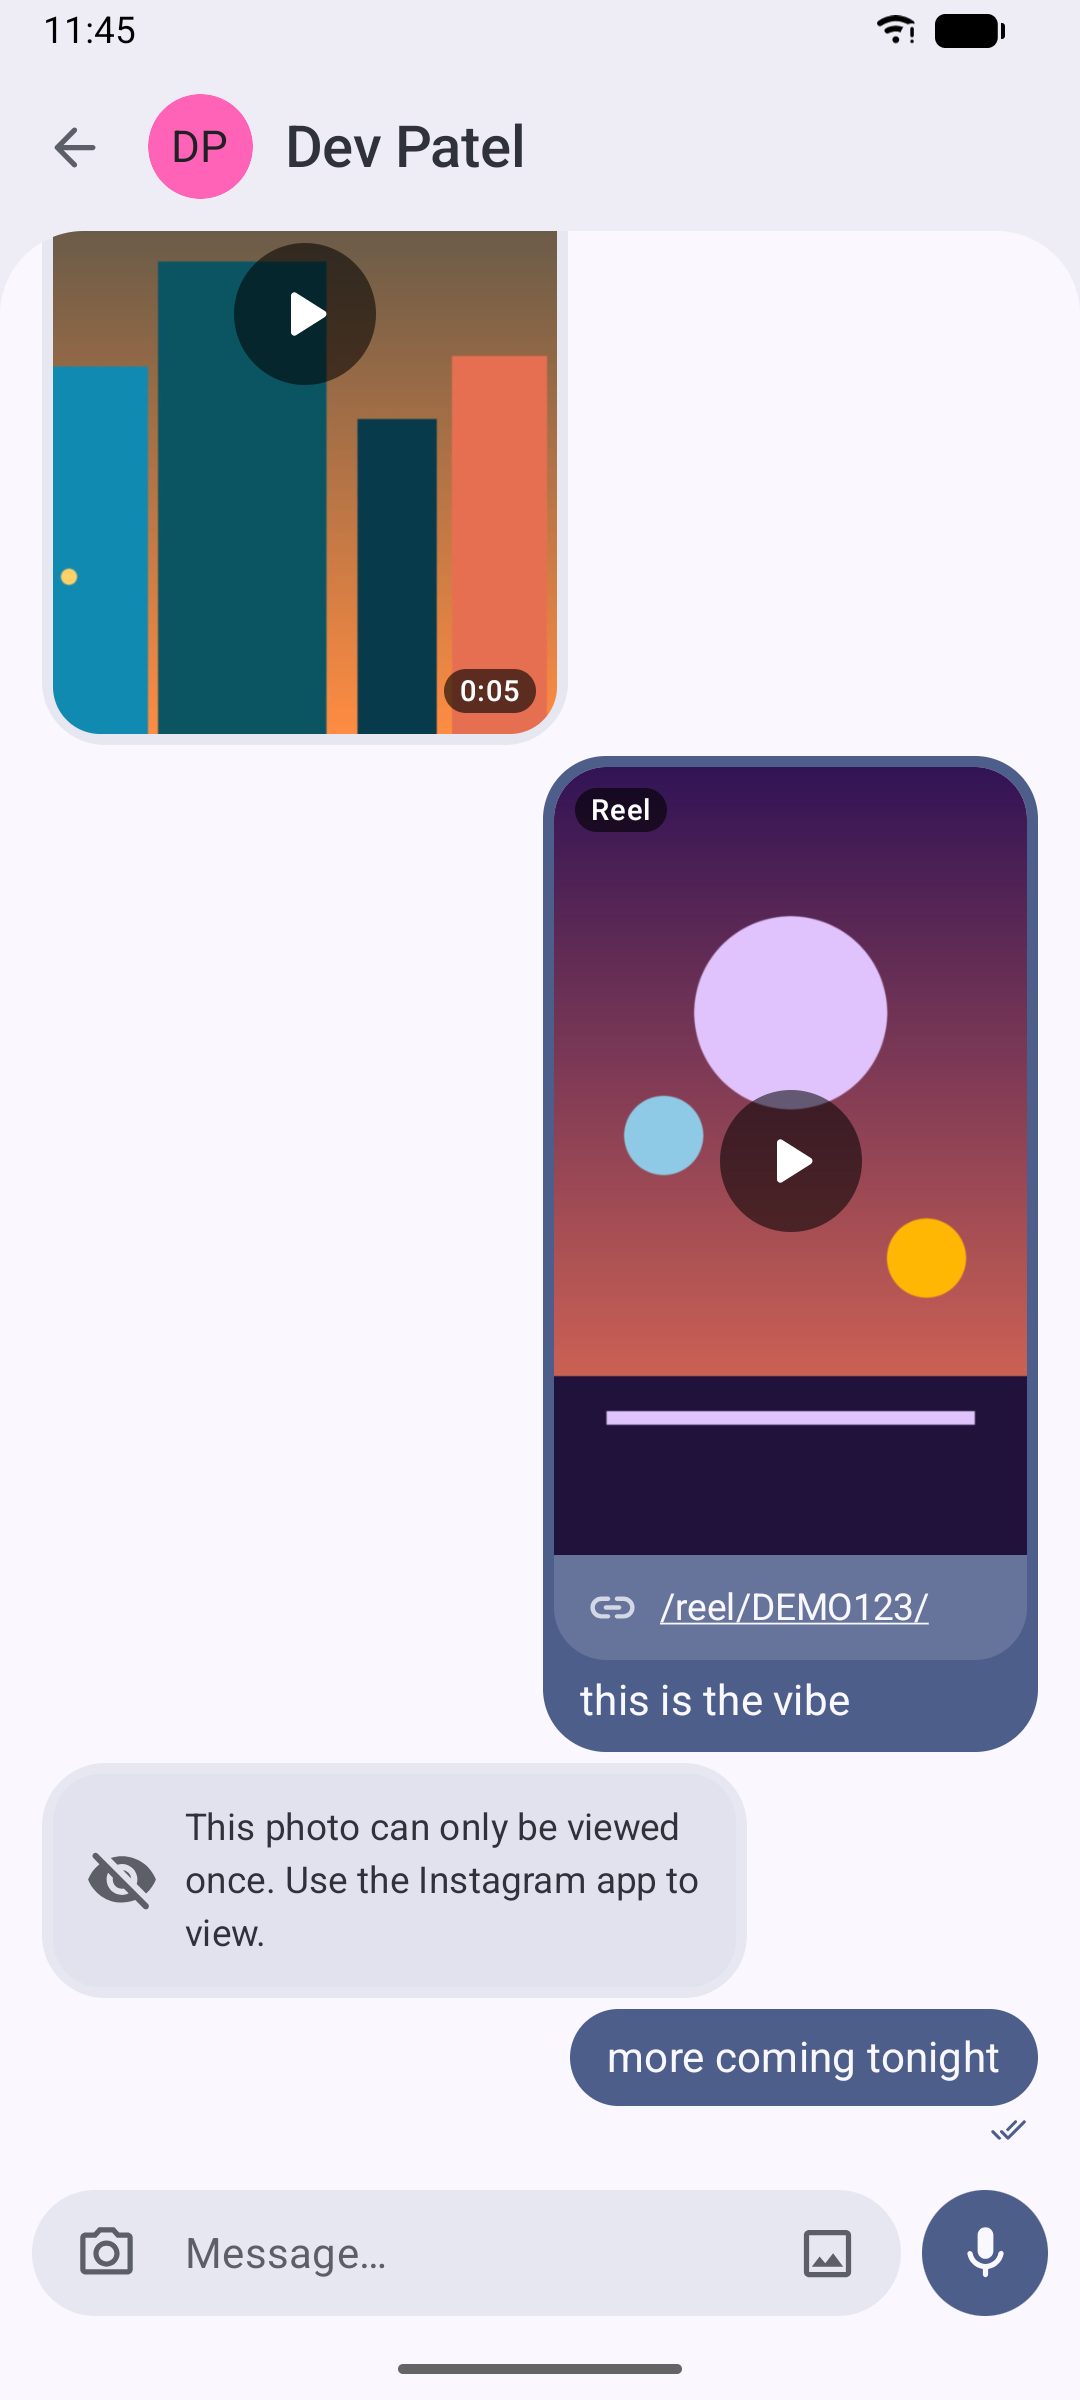 11:45
DP
Dev Patel
0:05
Reel
/reel/DEMO123/
this is the vibe
This photo can only be viewed
once. Use the Instagram app to
view.
more coming tonight
Message…